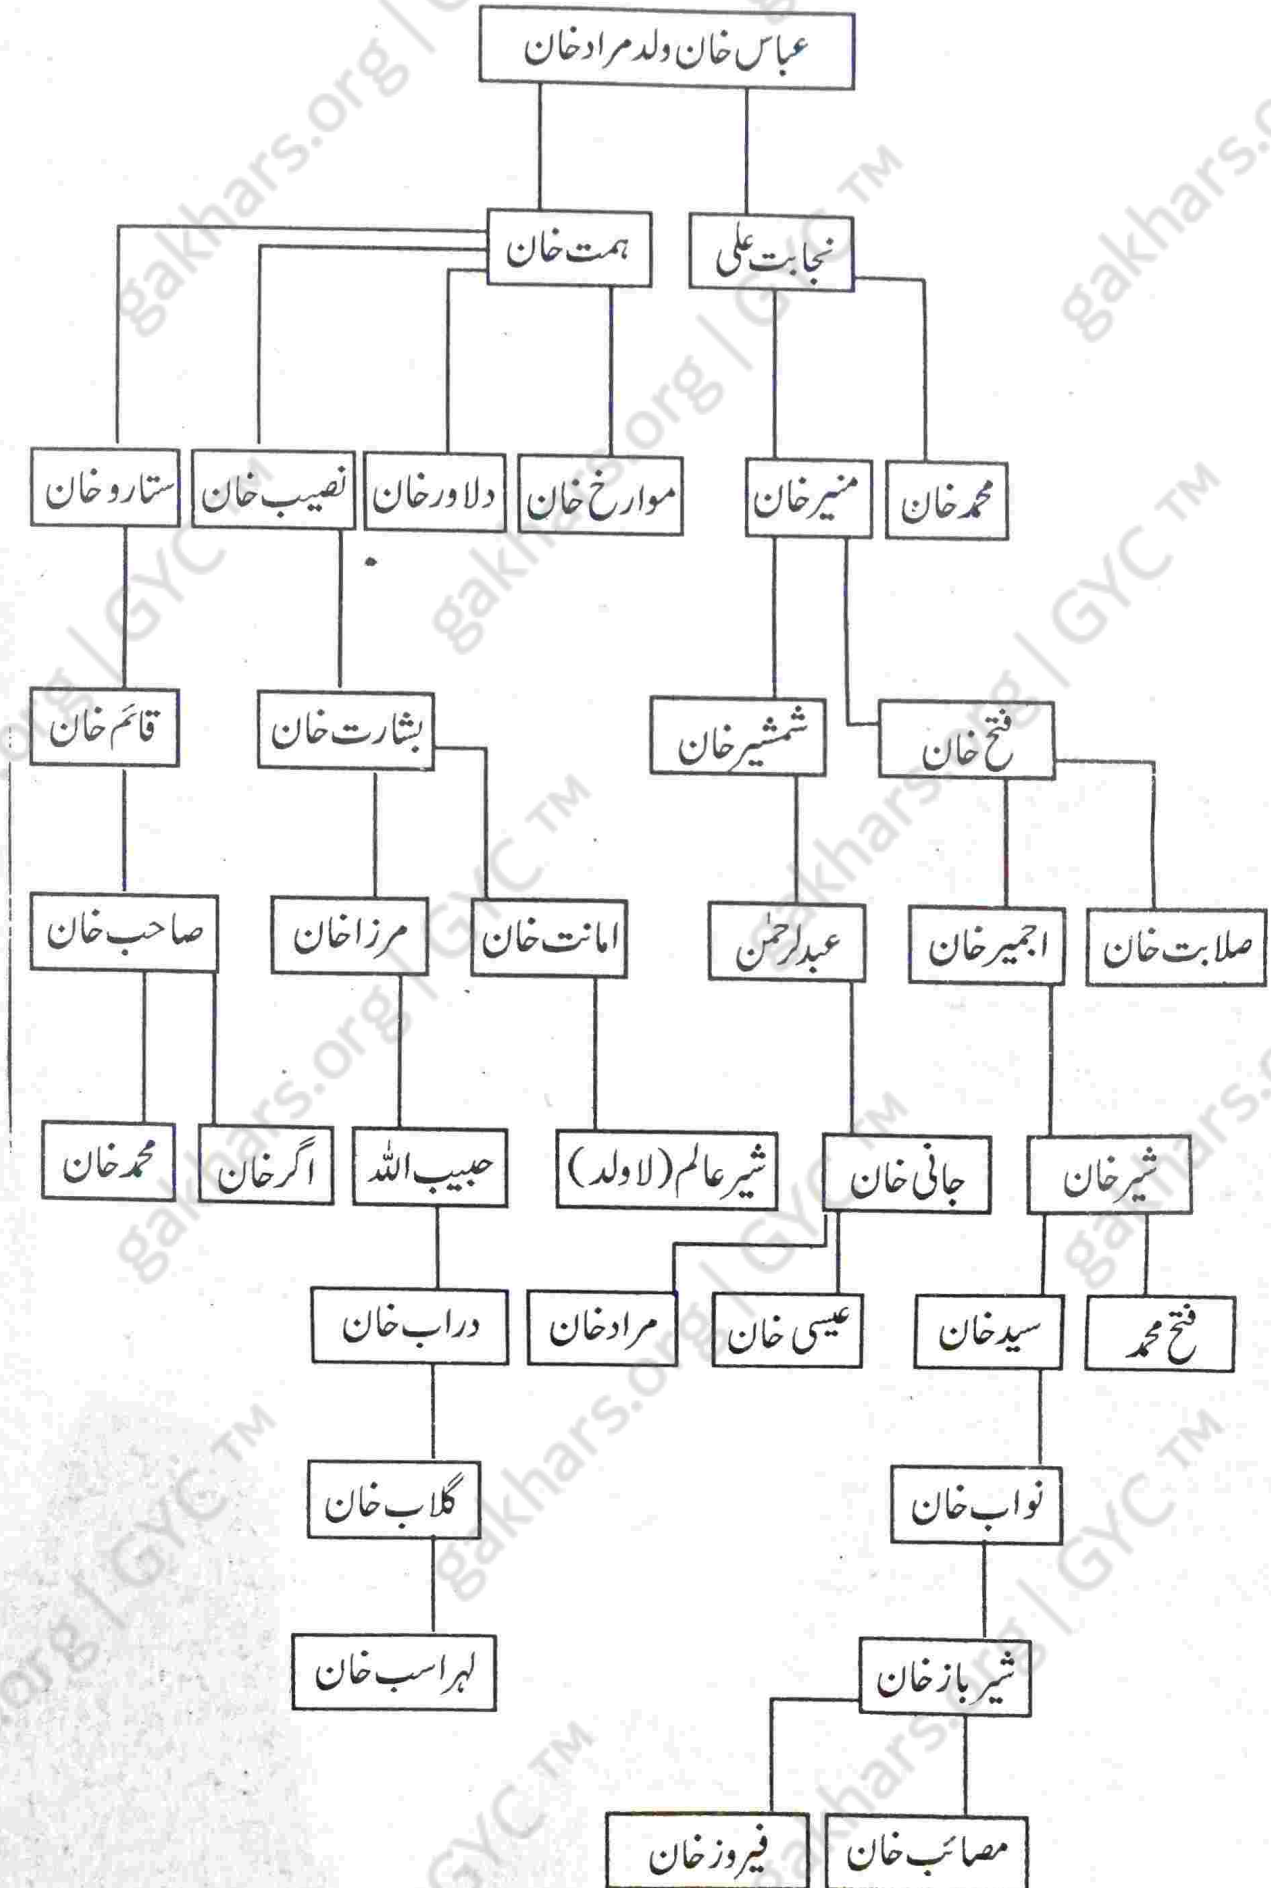 عباس خان ولد مراد خان
نجابت علی
ہمت خان
محمد خان
منیر خان
موارخ خان
دلاور خان
نصیب خان
ستارو خان
فتح خان
شمشیر خان
بشارت خان
قائم خان
صلابت خان
اجمیر خان
عبدلرحمٰن
امانت خان
مرزا خان
صاحب خان
شیر خان
جانی خان
شیر عالم (لا ولد)
حبیب اللہ
اگر خان
محمد خان
فتح محمد
سید خان
عیسی خان
مراد خان
دراب خان
نواب خان
گلاب خان
شیر باز خان
لہراسب خان
مصائب خان
فیروز خان
gakhars.org | GYC ™